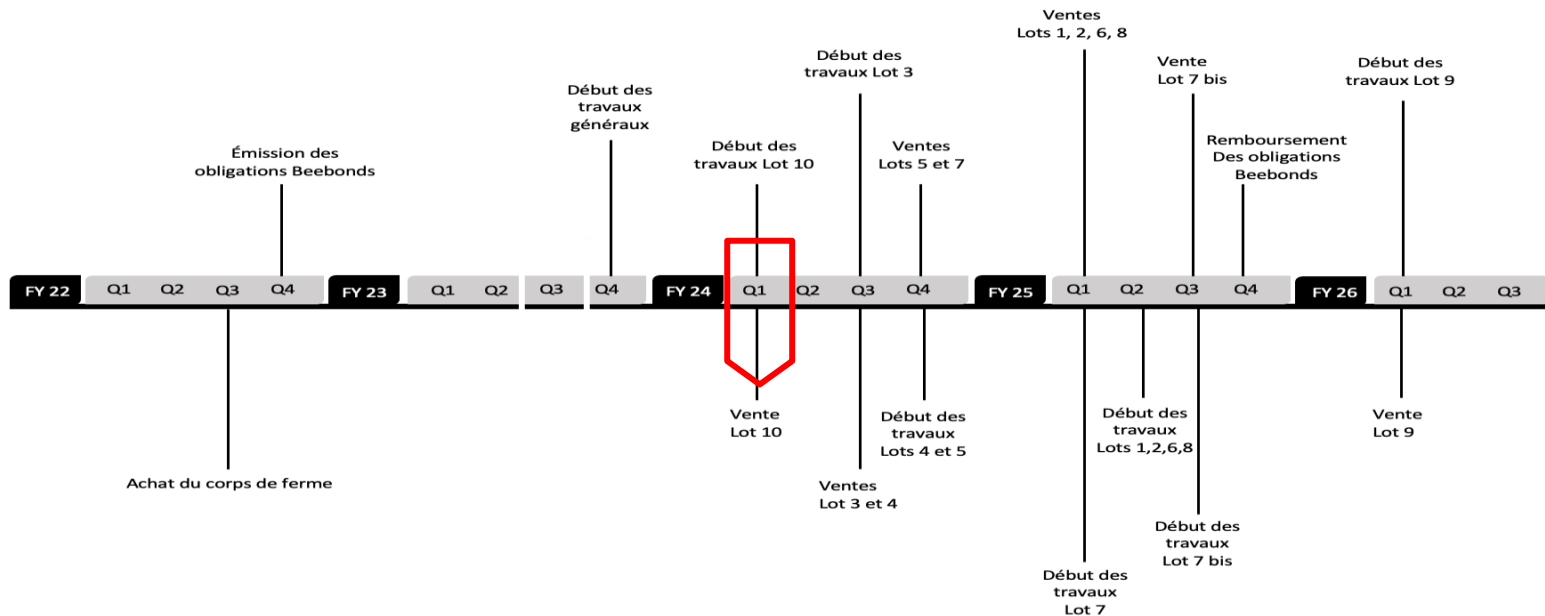 Ventes
Lots 1, 2, 6, 8
Début des
travaux Lot 3
Vente
Lot 7 bis
Début des
travaux Lot 9
Début des
travaux
généraux
Émission des
obligations Beebonds
Début des
travaux Lot 10
Ventes
Lots 5 et 7
Remboursement
Des obligations
Beebonds
FY 22 Q1 Q2 Q3 Q4 FY 23 Q1 Q2 Q3 Q4 FY 24 Q1 Q2 Q3 Q4 FY 25 Q1 Q2 Q3 Q4 FY 26 Q1 Q2 Q3
Vente
Lot 10
Début des
travaux
Lots 4 et 5
Début des
travaux
Lots 1,2,6,8
Vente
Lot 9
Achat du corps de ferme
Ventes
Lot 3 et 4
Début des
travaux
Lot 7 bis
Début des
travaux
Lot 7